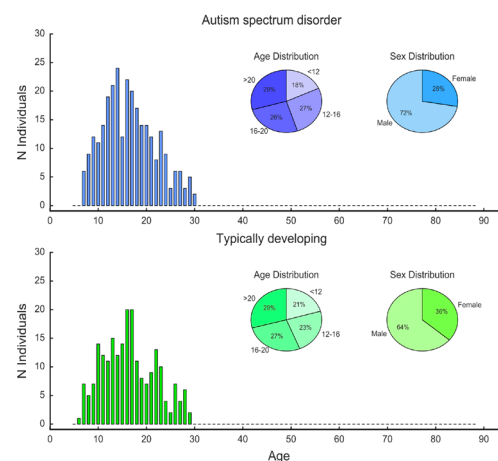 Autism spectrum disorder
30
25
20
15
10
5
0
N Individuals
Age Distribution
>20
<12
18%
27%
12-16
16-20
Sex Distribution
Female
28%
72%
Male
0 10 20 30 40 50 60 70 80 90
Typically developing
30
25
20
15
10
5
0
N Individuals
Age Distribution
>20
<12
21%
29%
23%
27%
12-16
16-20
Sex Distribution
Female
36%
64%
Male
0 10 20 30 40 50 60 70 80 90
Age